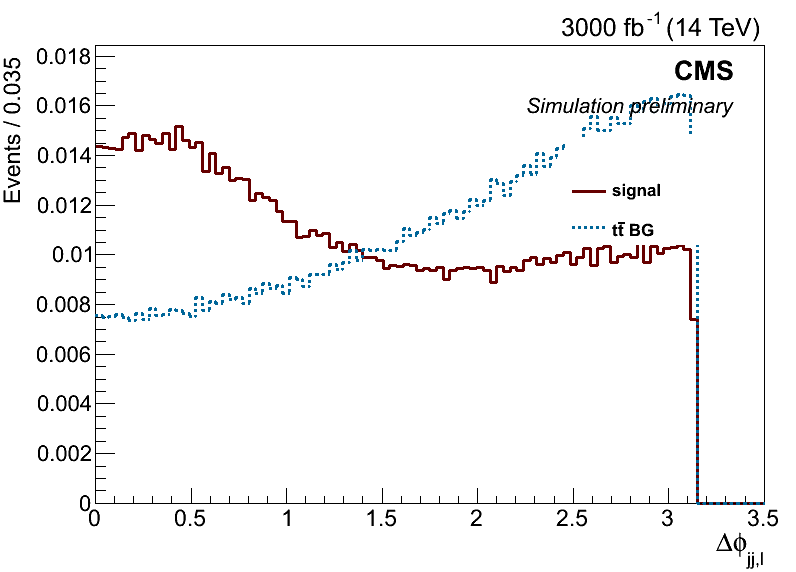 3000 fb⁻¹ (14 TeV)
CMS
Simulation preliminary
Events / 0.035
0.018
0.016
0.014
0.012
0.01
0.008
0.006
0.004
0.002
0
signal
tt̄ BG
0 0.5 1 1.5 2 2.5 3 3.5
Δϕjj,l